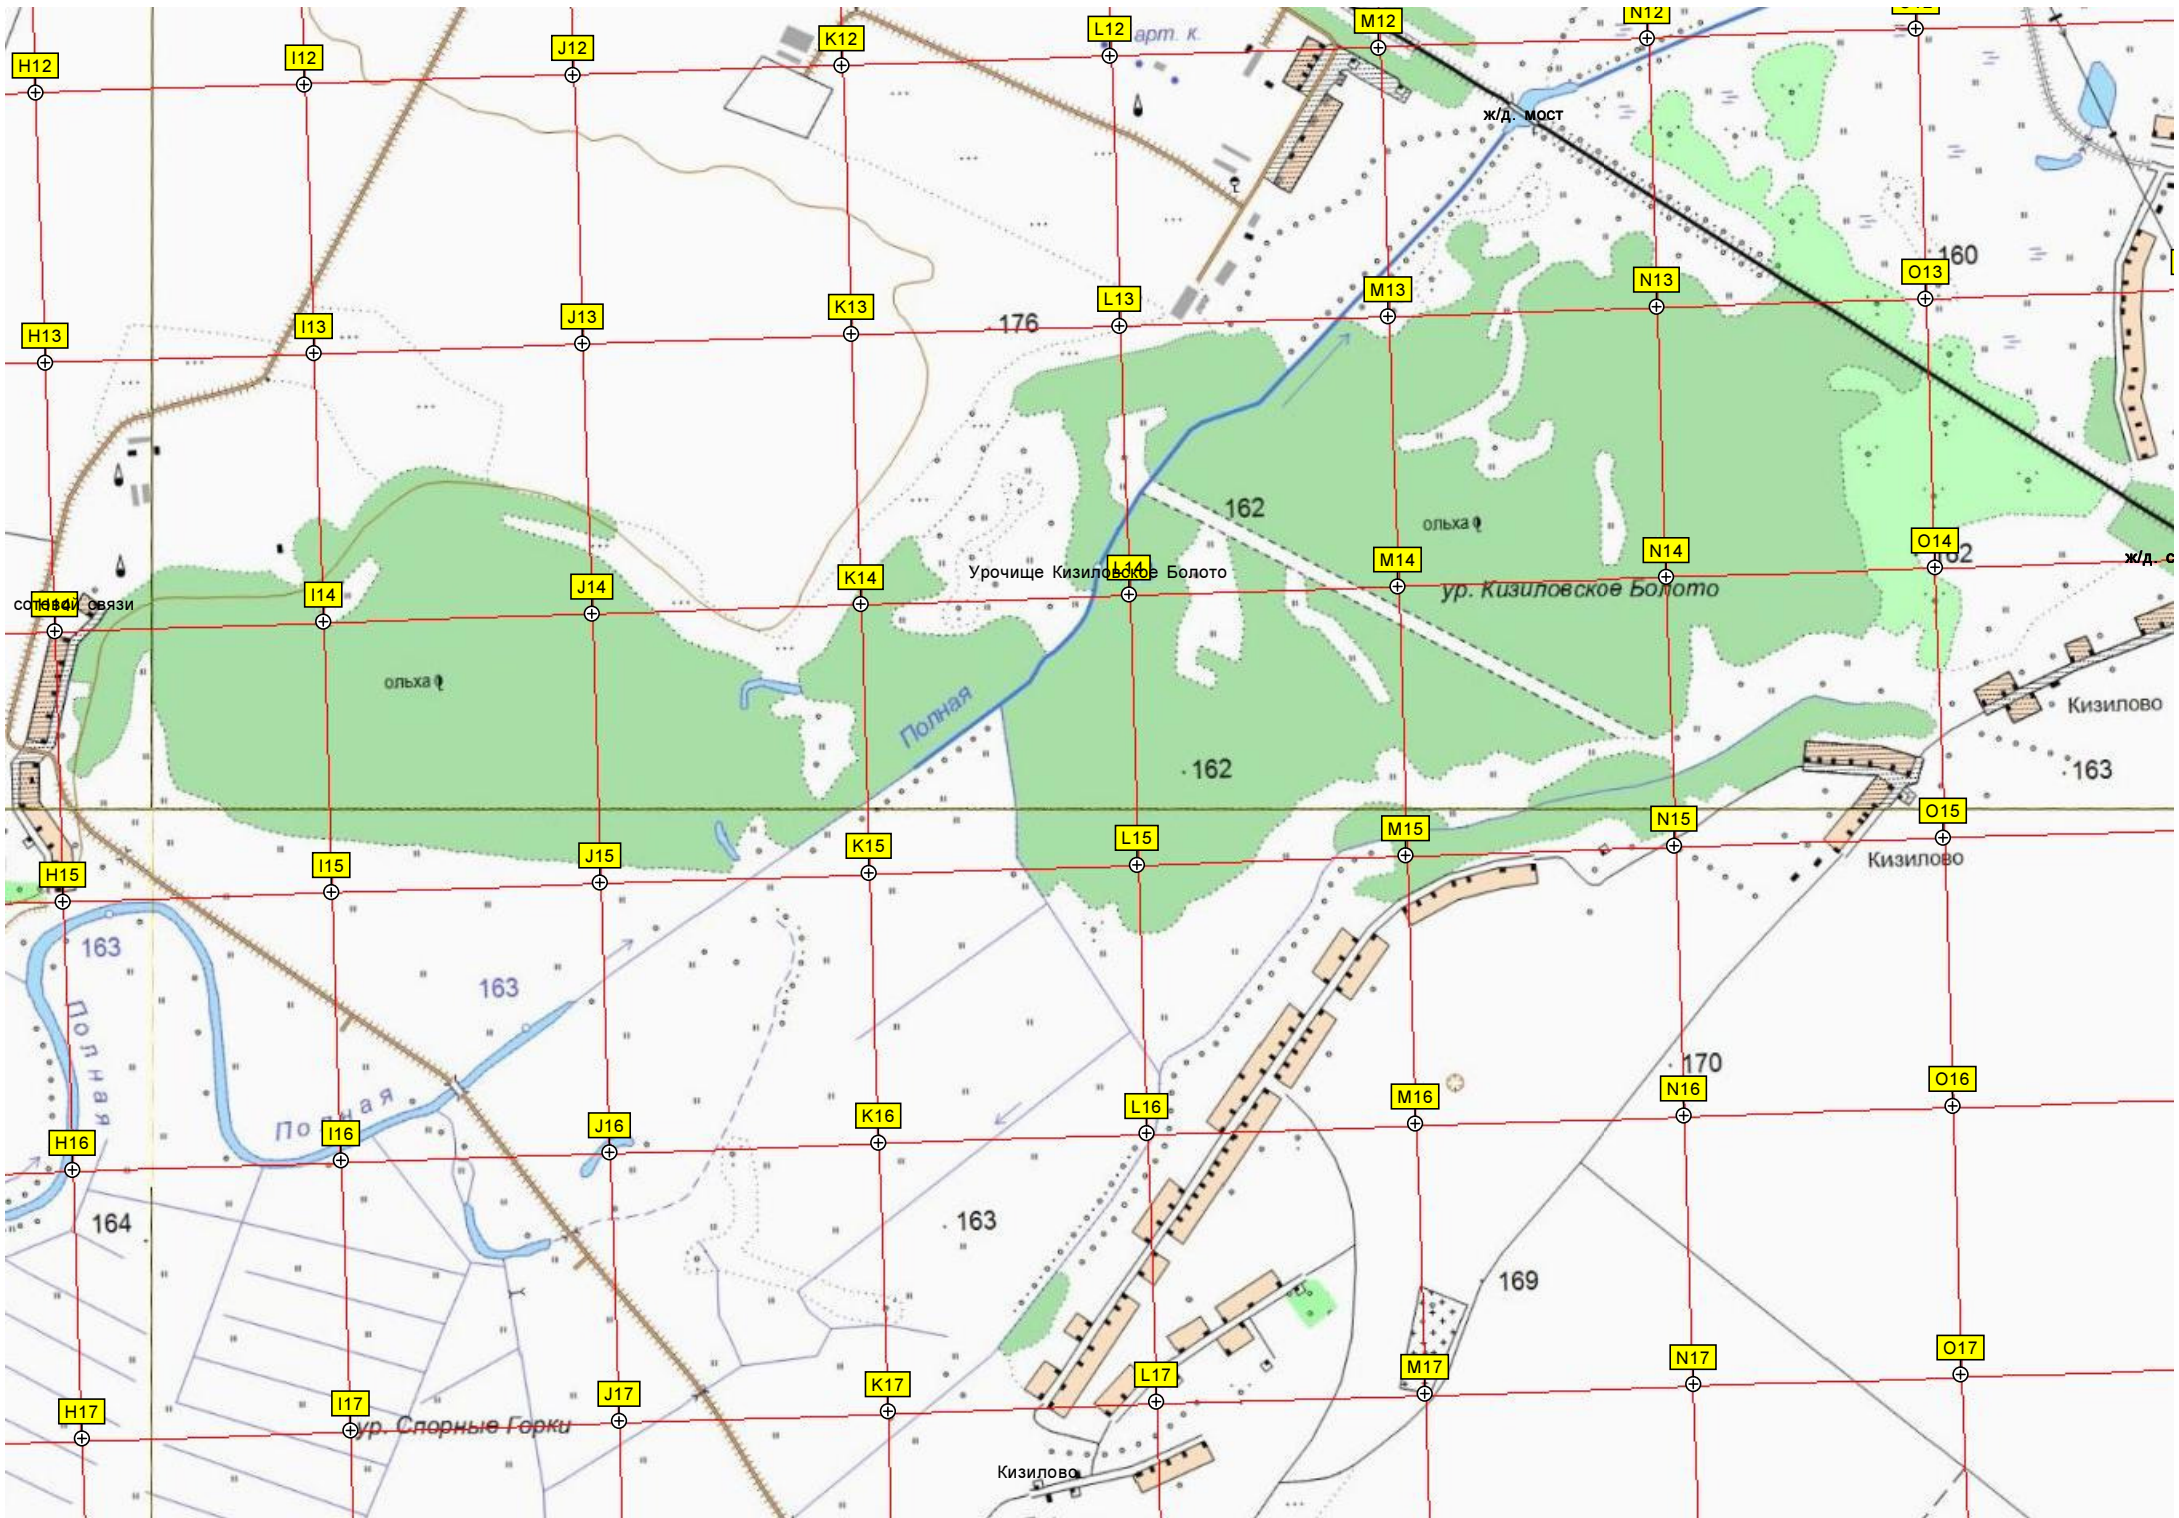 M12
N12
L12
арт. к.
K12
J12
I12
H12
ж/д. мост
160
O13
N13
M13
L13
176
K13
J13
I13
H13
162
ольха
O14
N14
M14
L14
Урочище Кизиловское Болото
ур. Кизиловское Болото
K14
J14
I14
сотовой связи
ольха
Полная
Кизилово
162
163
O15
N15
M15
L15
K15
J15
I15
H15
Кизилово
163
163
Полная
170
O16
N16
M16
L16
K16
J16
Полная
I16
H16
164
163
169
O17
N17
M17
L17
K17
J17
I17
H17
ур. Спорные Горки
Кизилово